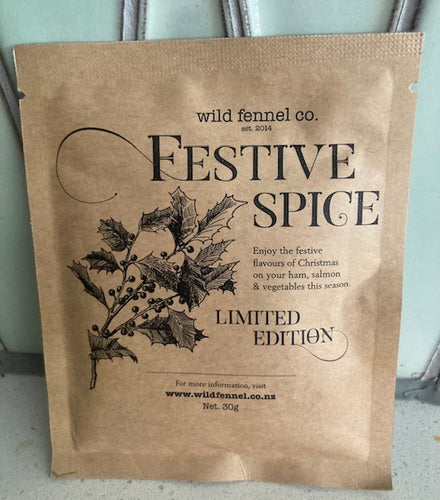 wild fennel co.
est. 2014
FESTIVE
SPICE
Enjoy the festive
flavours of Christmas
on your ham, salmon
& vegetables this season.
LIMITED
EDITION
For more information, visit
www.wildfennel.co.nz
Net. 30g